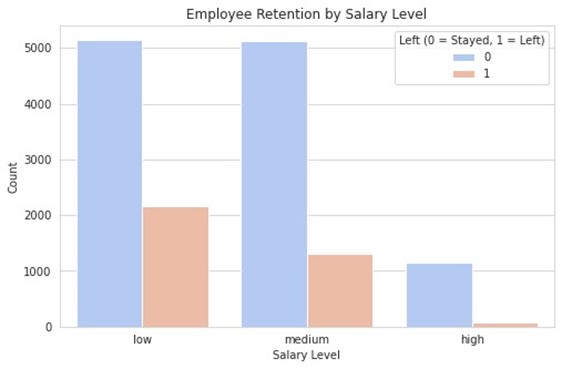 Employee Retention by Salary Level
Left (0 = Stayed, 1 = Left)
0
1
5000
4000
3000
2000
1000
0
Count
low medium high
Salary Level